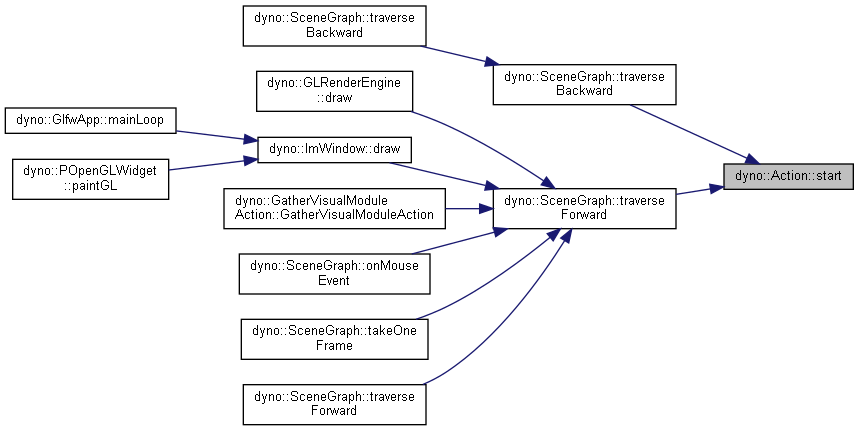 dyno::SceneGraph::traverse
Backward
dyno::SceneGraph::traverse
Backward
dyno::GLRenderEngine
::draw
dyno::GlfwApp::mainLoop
dyno::ImWindow::draw
dyno::POpenGLWidget
::paintGL
dyno::Action::start
dyno::GatherVisualModule
Action::GatherVisualModuleAction
dyno::SceneGraph::traverse
Forward
dyno::SceneGraph::onMouse
Event
dyno::SceneGraph::takeOne
Frame
dyno::SceneGraph::traverse
Forward